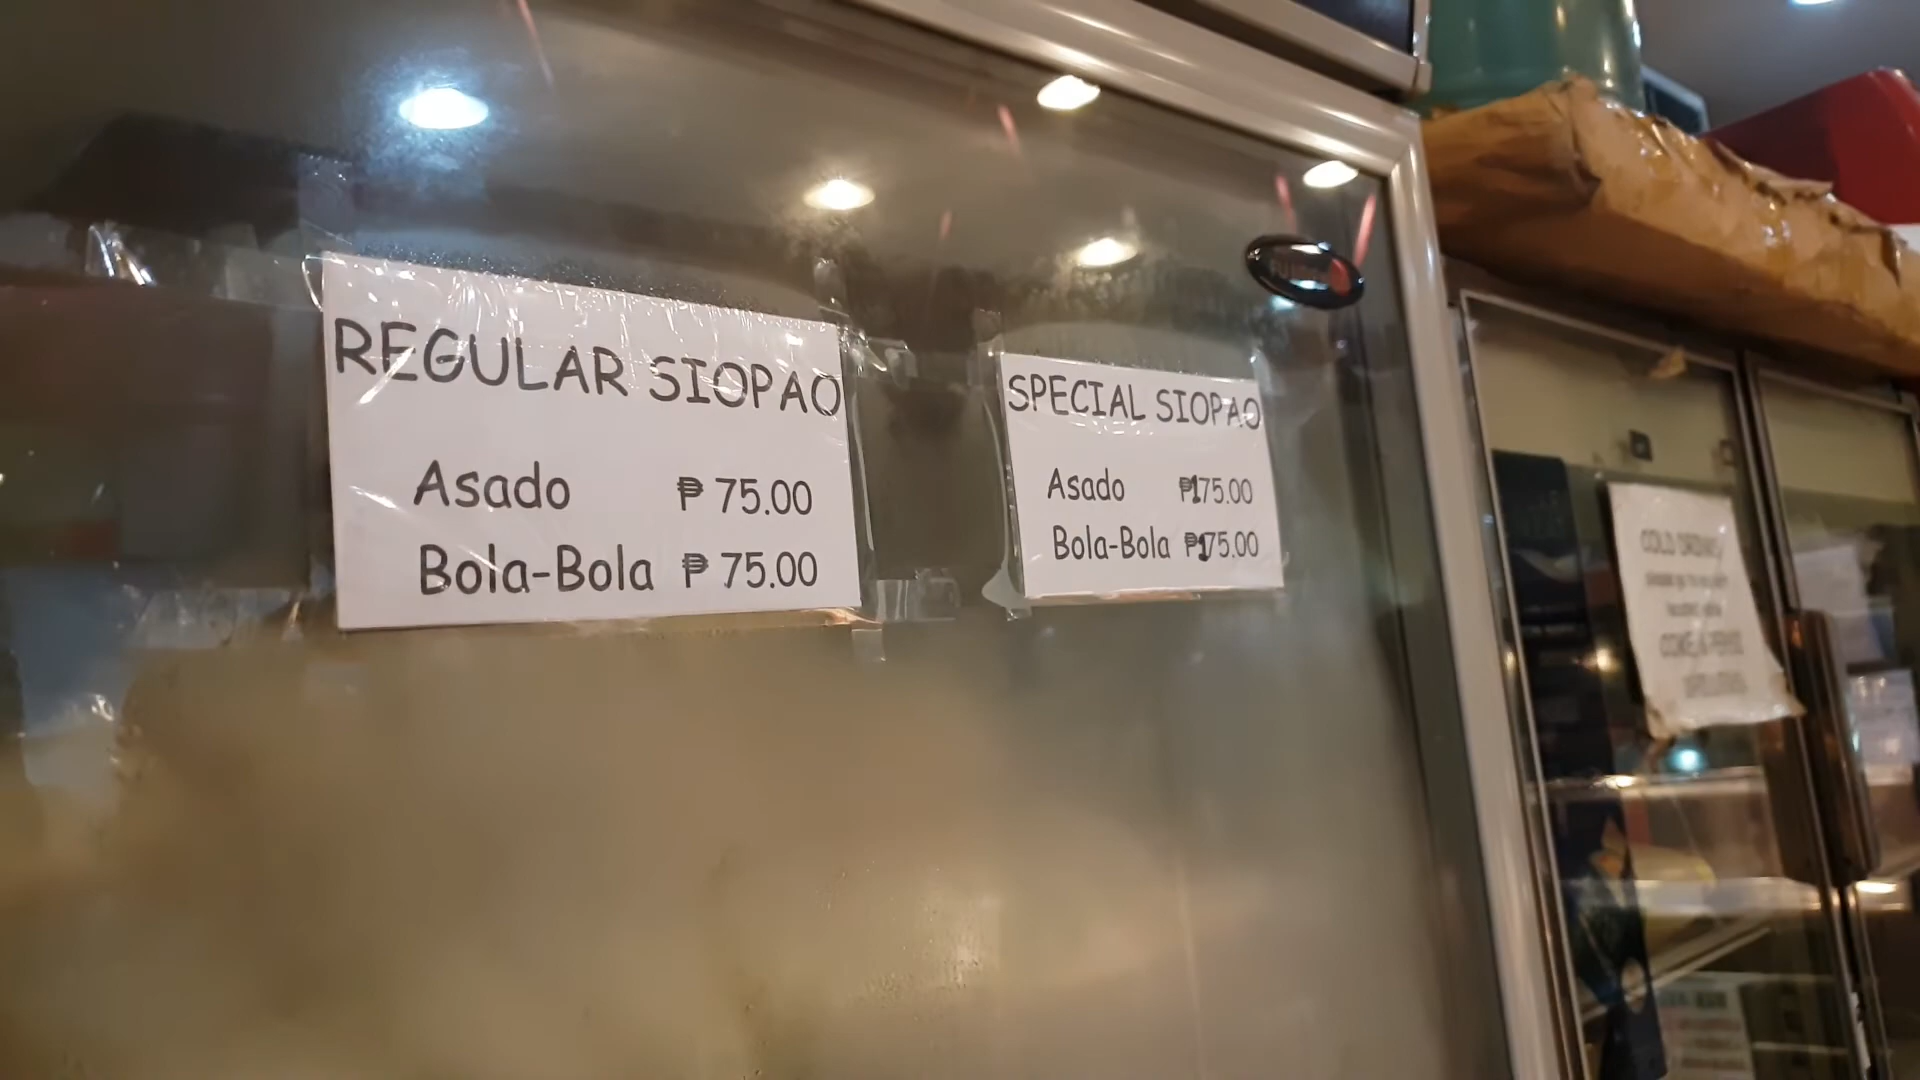 REGULAR SIOPAO
Asado ₱ 75.00
Bola-Bola ₱ 75.00
SPECIAL SIOPAO
Asado ₱175.00
Bola-Bola ₱175.00
COLD DRINKS